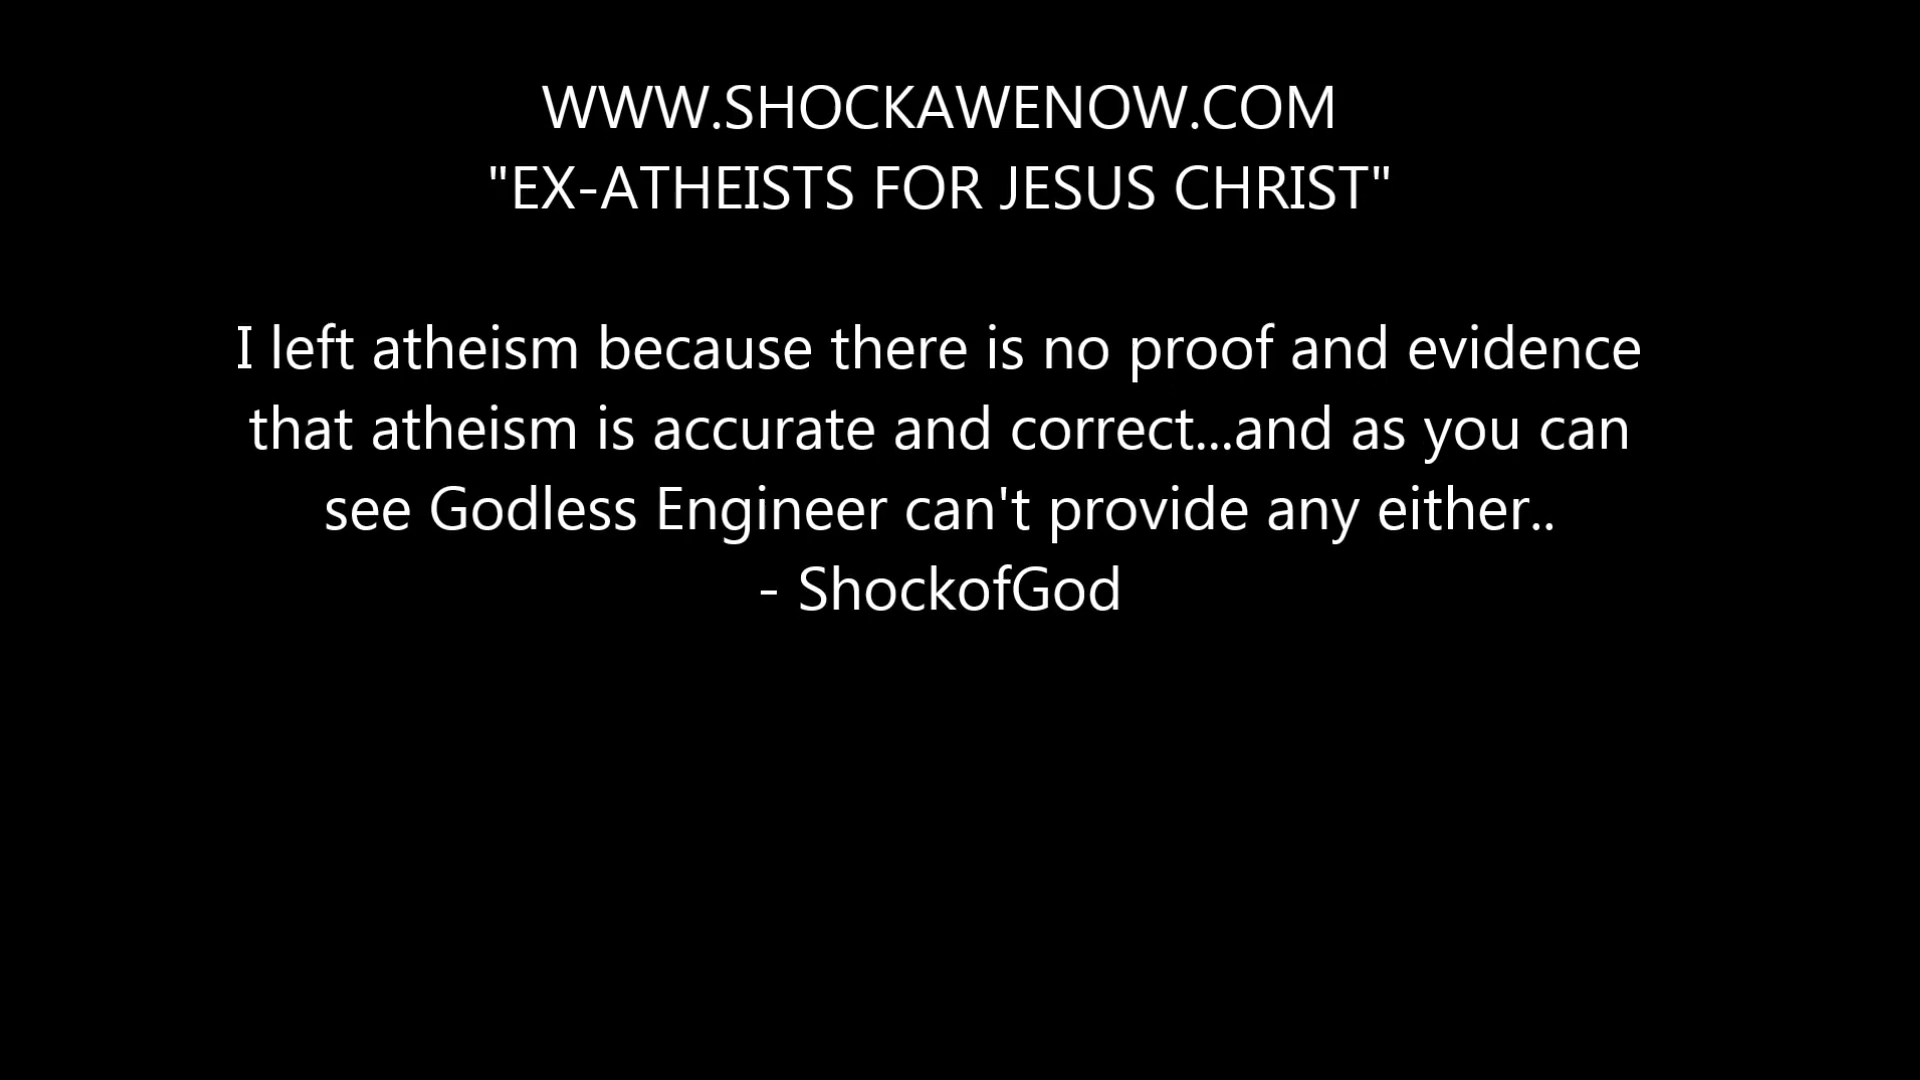 WWW.SHOCKAWENOW.COM
"EX-ATHEISTS FOR JESUS CHRIST"
I left atheism because there is no proof and evidence
that atheism is accurate and correct...and as you can
see Godless Engineer can't provide any either..
- ShockofGod